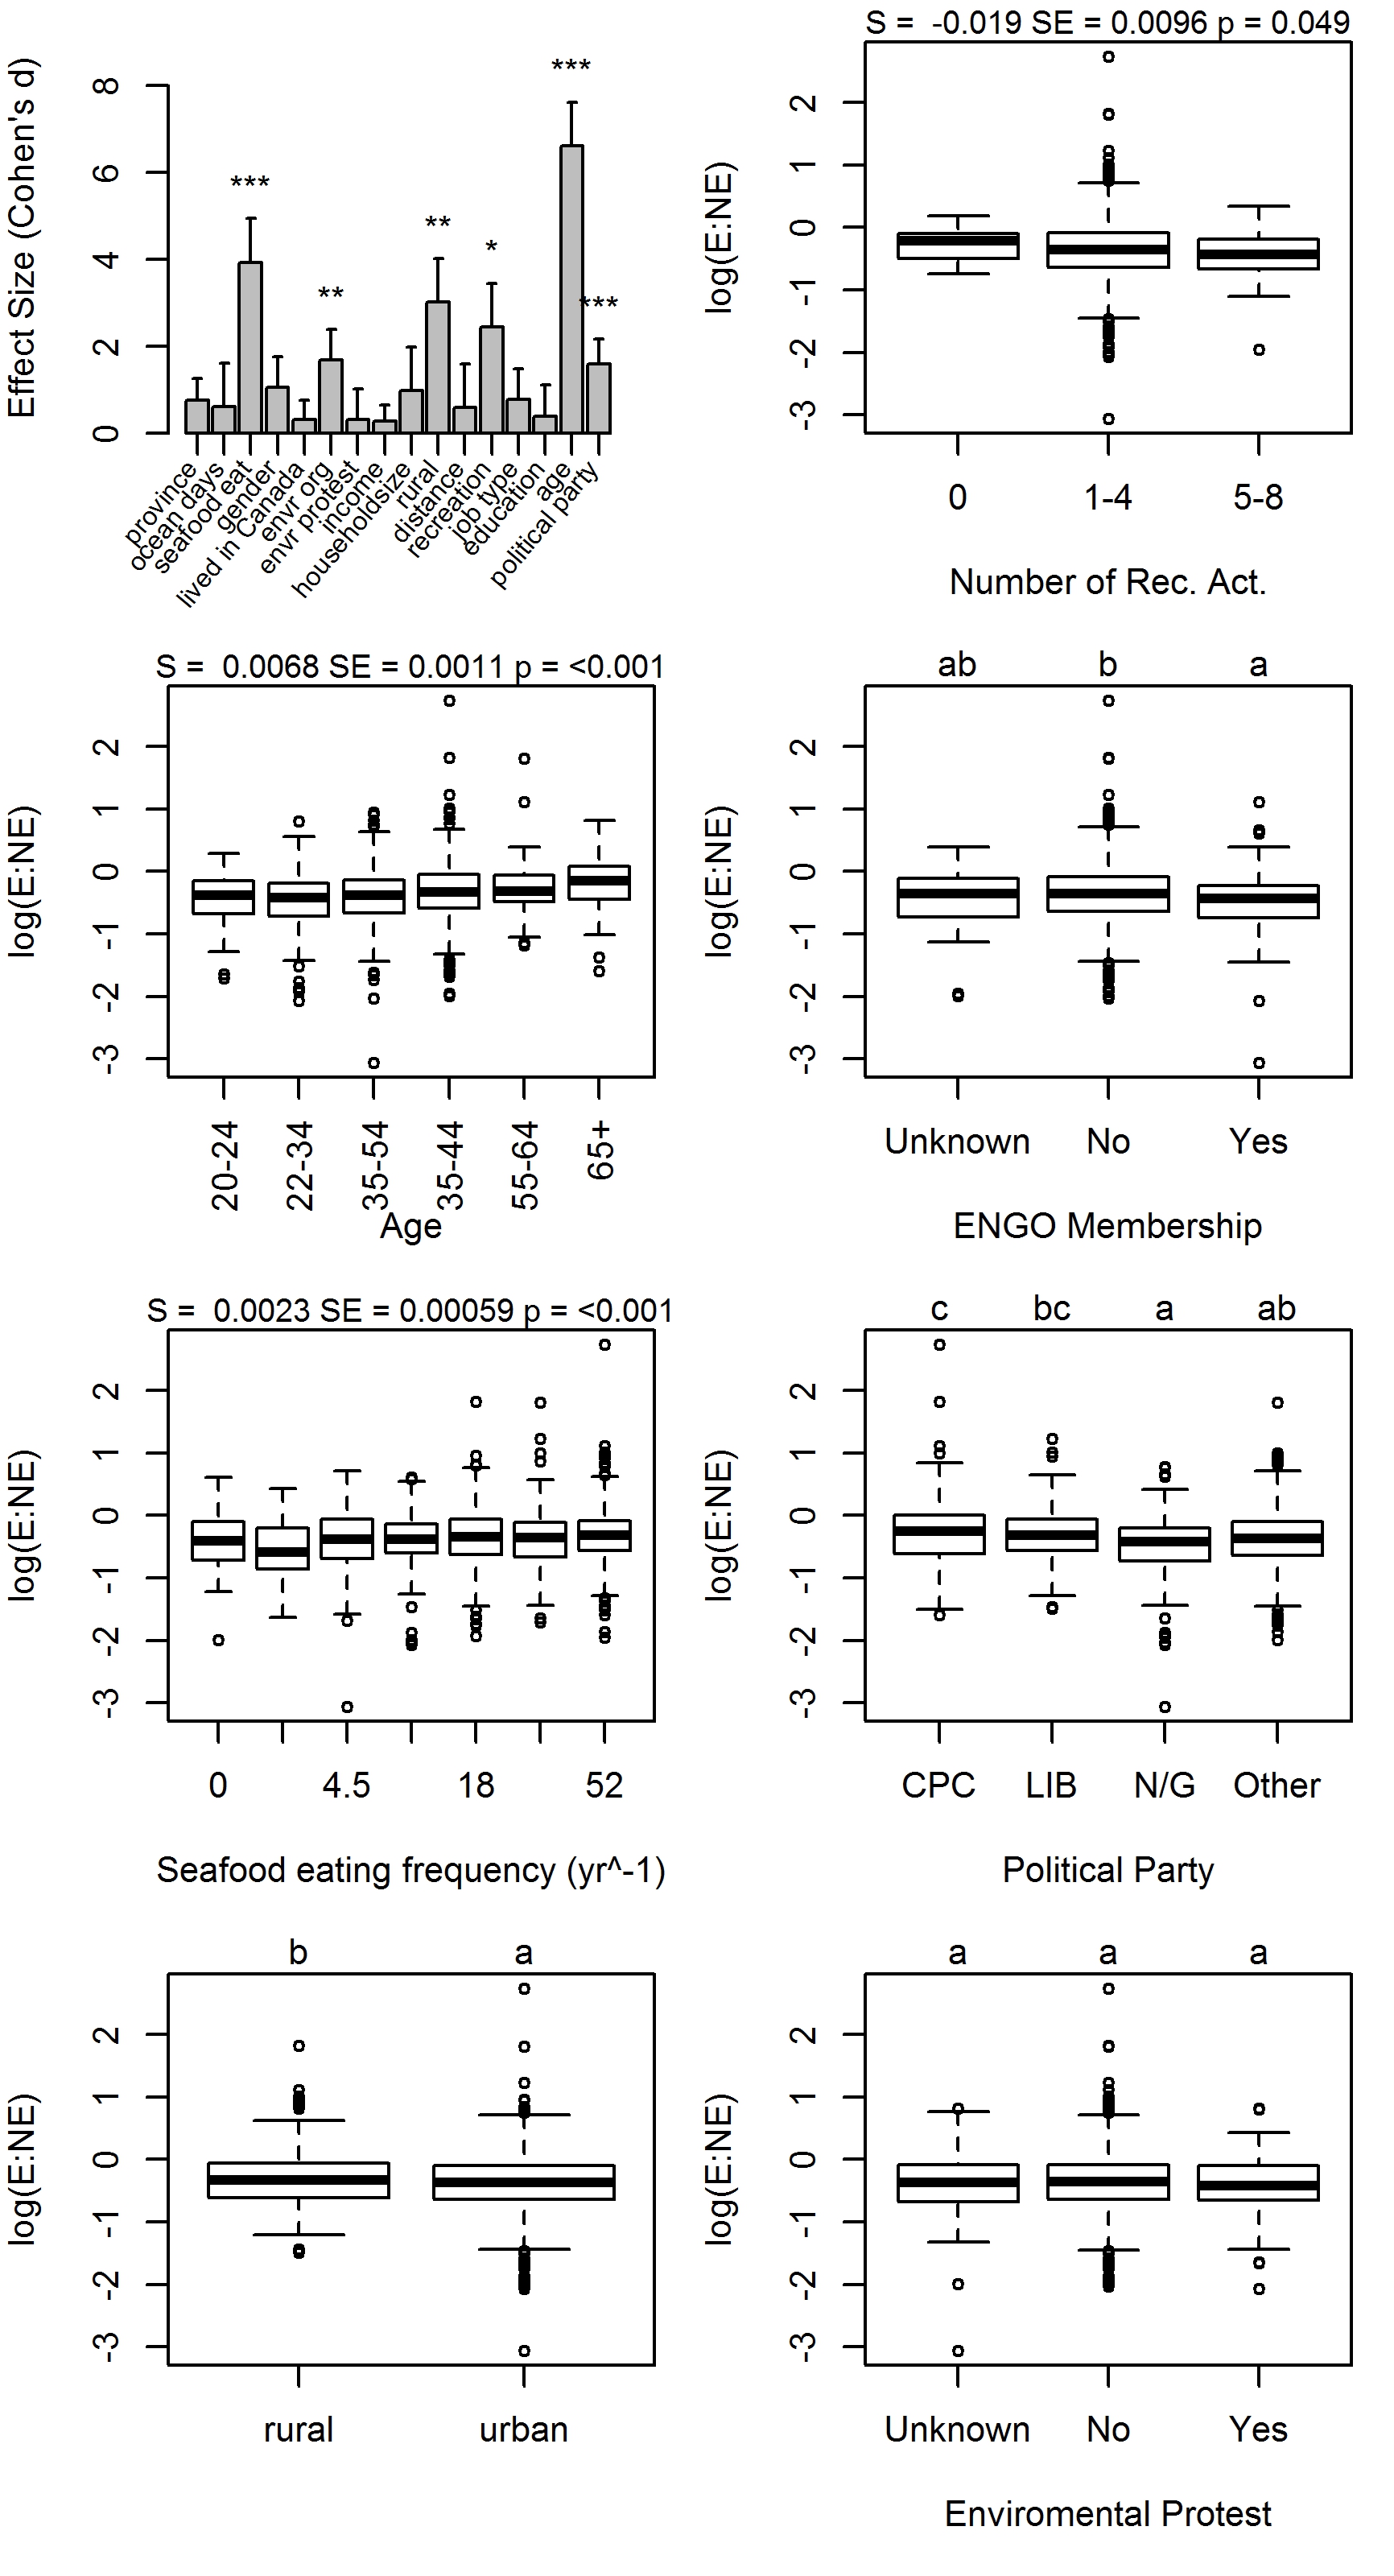 Effect Size (Cohen's d)
0 2 4 6 8
***
**
**
*
***
***
province
ocean days
seafood eat
gender
lived in Canada
envr org
envr protest
income
householdsize
rural
distance
recreation
job type
education
age
political party
S = -0.019 SE = 0.0096 p = 0.049
log(E:NE)
-3 -2 -1 0 1 2
0 1-4 5-8
Number of Rec. Act.
S = 0.0068 SE = 0.0011 p = <0.001
log(E:NE)
-3 -2 -1 0 1 2
20-24
22-34
35-54
35-44
55-64
65+
Age
ab b a
log(E:NE)
-3 -2 -1 0 1 2
Unknown No Yes
ENGO Membership
S = 0.0023 SE = 0.00059 p = <0.001
log(E:NE)
-3 -2 -1 0 1 2
0 4.5 18 52
Seafood eating frequency (yr^-1)
c bc a ab
log(E:NE)
-3 -2 -1 0 1 2
CPC LIB N/G Other
Political Party
b a
log(E:NE)
-3 -2 -1 0 1 2
rural urban
a a a
log(E:NE)
-3 -2 -1 0 1 2
Unknown No Yes
Enviromental Protest